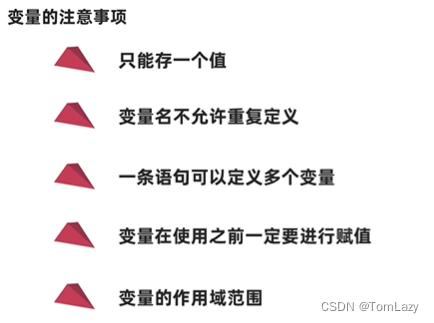 变量的注意事项
只能存一个值
变量名不允许重复定义
一条语句可以定义多个变量
变量在使用之前一定要进行赋值
变量的作用域范围
CSDN @TomLazy